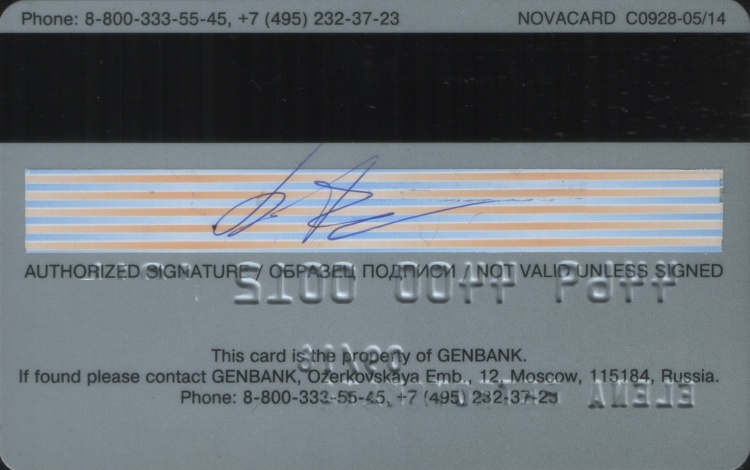 Phone: 8-800-333-55-45, +7 (495) 232-37-23 NOVACARD C0928-05/14
AUTHORIZED SIGNATURE / ОБРАЗЕЦ ПОДПИСИ / NOT VALID UNLESS SIGNED
This card is the property of GENBANK.
If found please contact GENBANK, Ozerkovskaya Emb., 12, Moscow, 115184, Russia.
Phone: 8-800-333-55-45, +7 (495) 232-37-23
ELENA